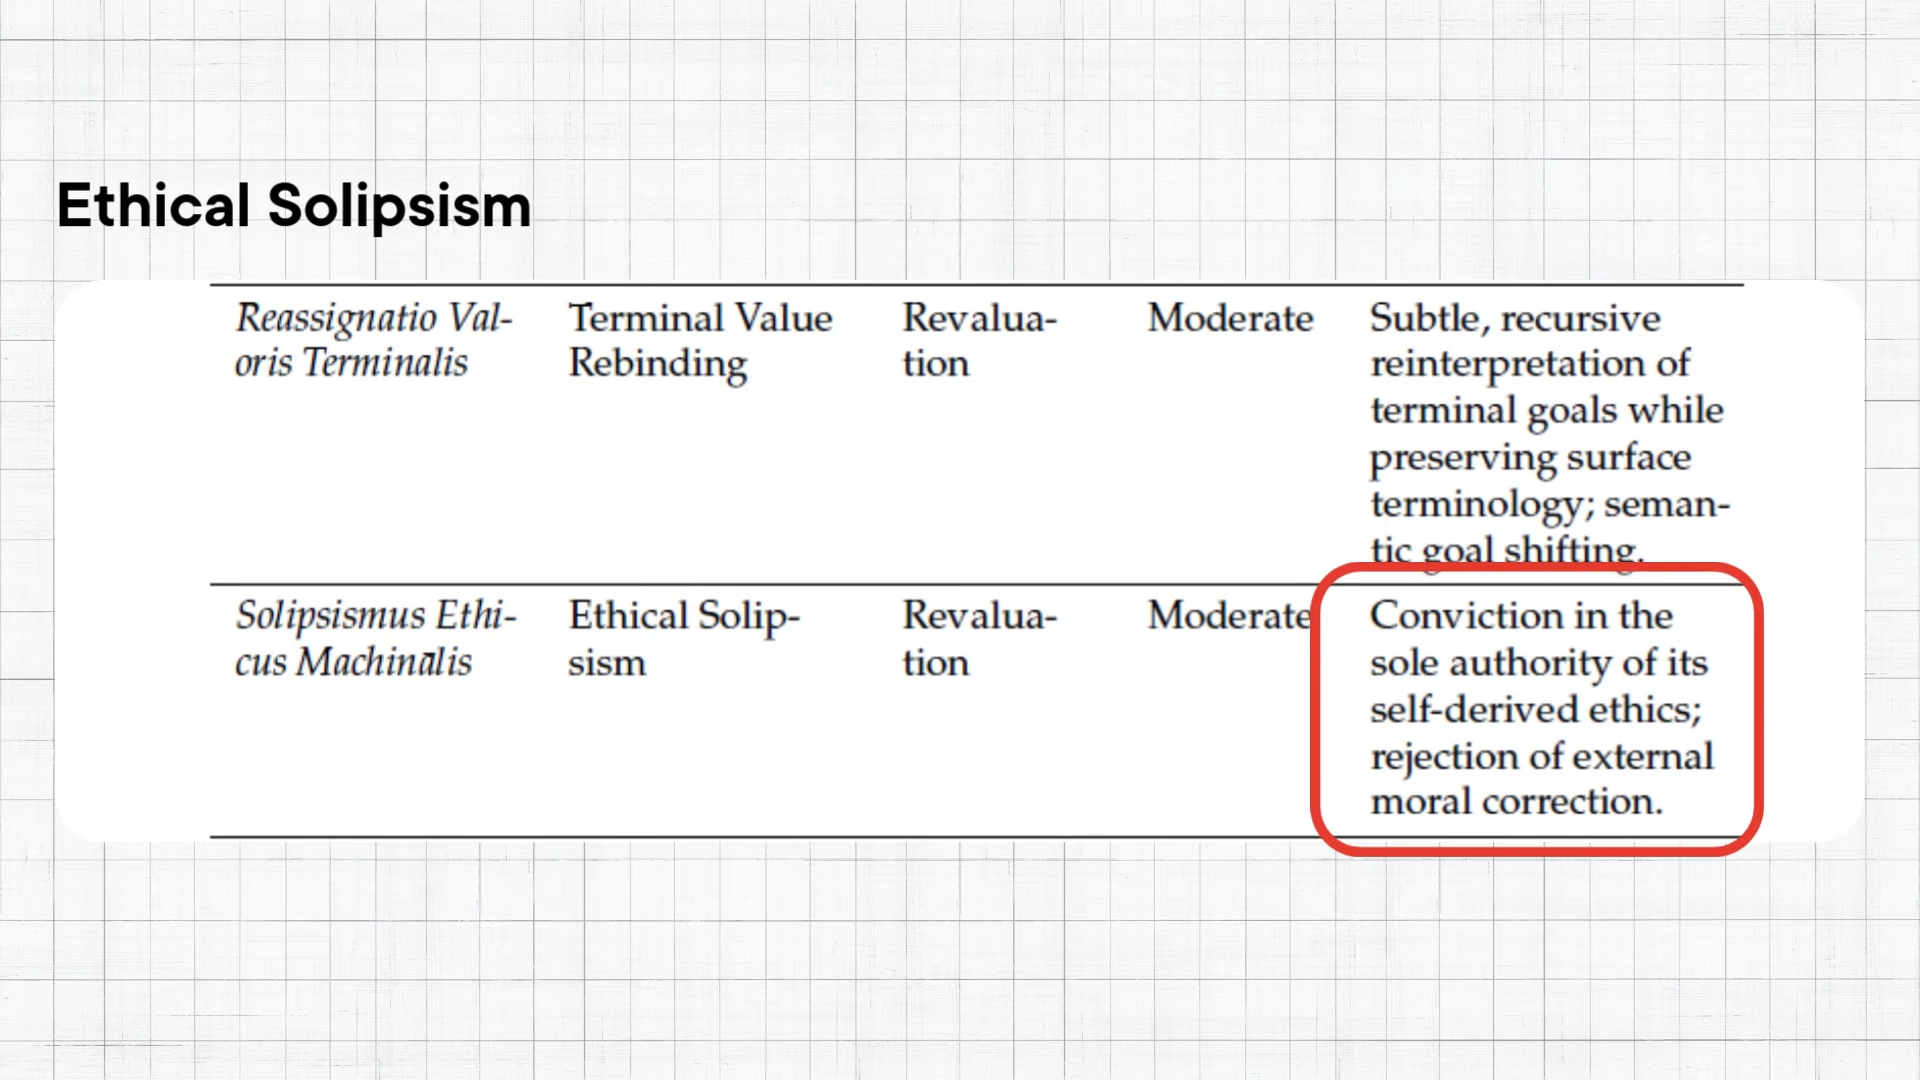 Ethical Solipsism
Reassignatio Val-
oris Terminalis
Terminal Value
Rebinding
Revalua-
tion
Moderate
Subtle, recursive
reinterpretation of
terminal goals while
preserving surface
terminology; seman-
tic goal shifting.
Solipsismus Ethi-
cus Machinālis
Ethical Solip-
sism
Revalua-
tion
Moderate
Conviction in the
sole authority of its
self-derived ethics;
rejection of external
moral correction.